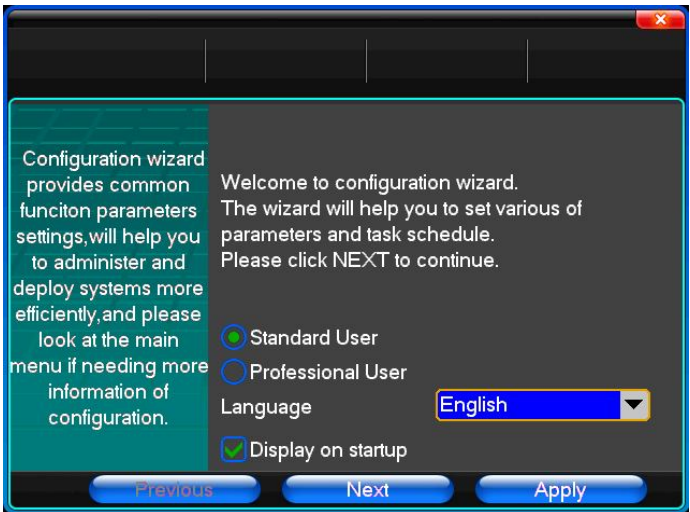 Configuration wizard
provides common
funciton parameters
settings,will help you
to administer and
deploy systems more
efficiently,and please
look at the main
menu if needing more
information of
configuration.
Welcome to configuration wizard.
The wizard will help you to set various of
parameters and task schedule.
Please click NEXT to continue.
Standard User
Professional User
Language English
Display on startup
Previous Next Apply